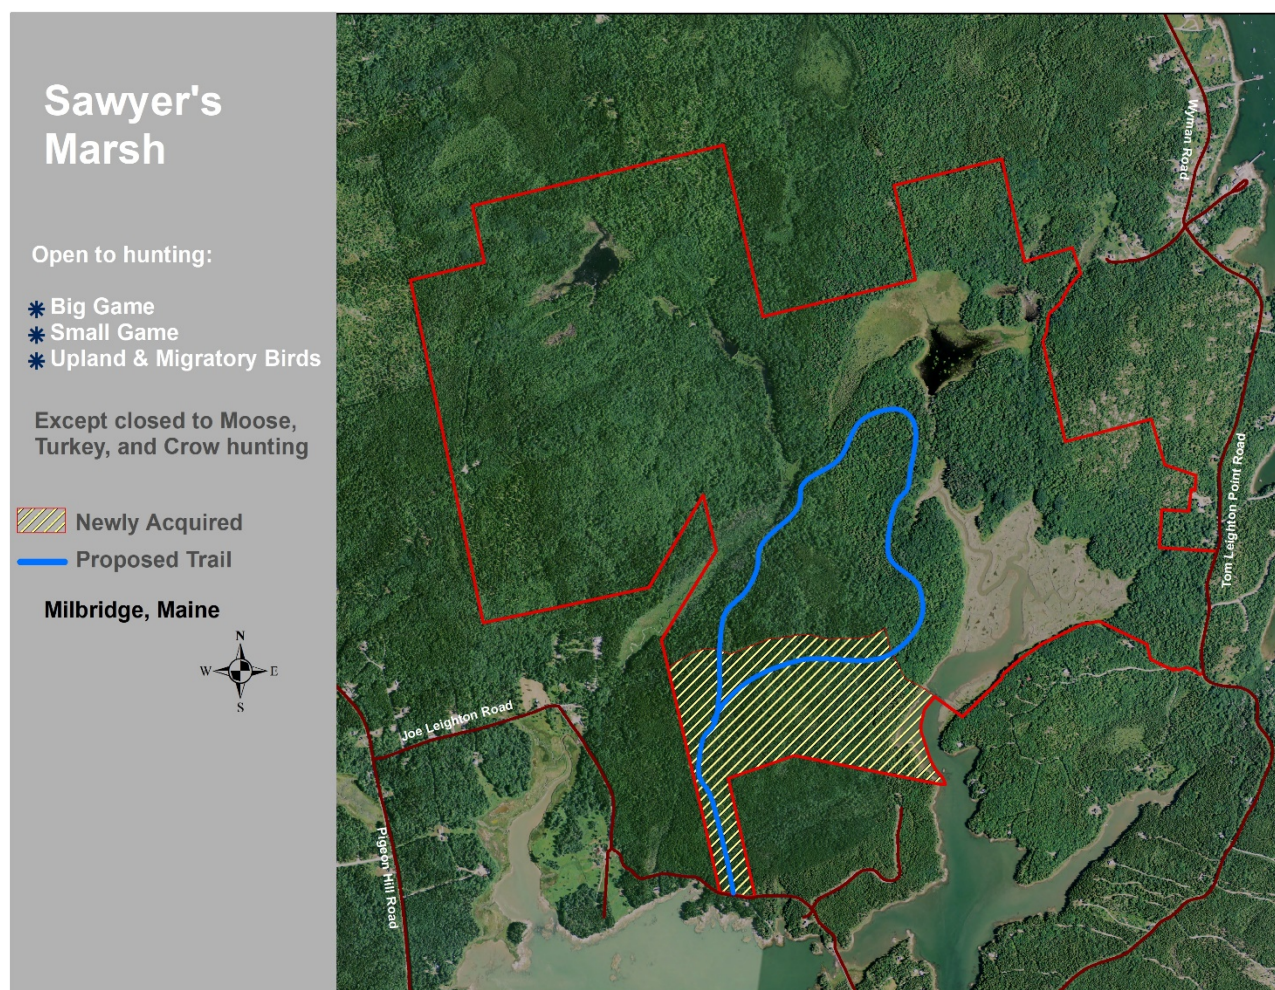 Sawyer's
Marsh
Open to hunting:
Big Game
Small Game
Upland & Migratory Birds
Except closed to Moose,
Turkey, and Crow hunting
Newly Acquired
Proposed Trail
Milbridge, Maine
N
W E
S
Wyman Road
Tom Leighton Point Road
Joe Leighton Road
Pigeon Hill Road